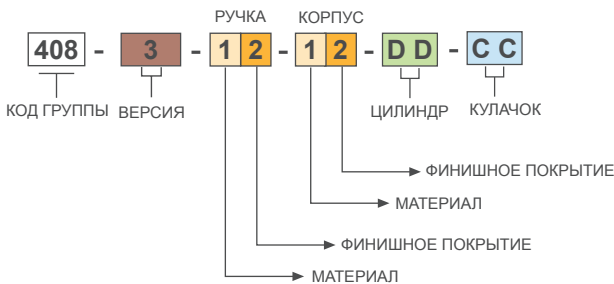 РУЧКА КОРПУС
408 - 3 - 1 2 - 1 2 - D D - C C
КОД ГРУППЫ ВЕРСИЯ ЦИЛИНДР КУЛАЧОК
ФИНИШНОЕ ПОКРЫТИЕ
МАТЕРИАЛ
ФИНИШНОЕ ПОКРЫТИЕ
МАТЕРИАЛ